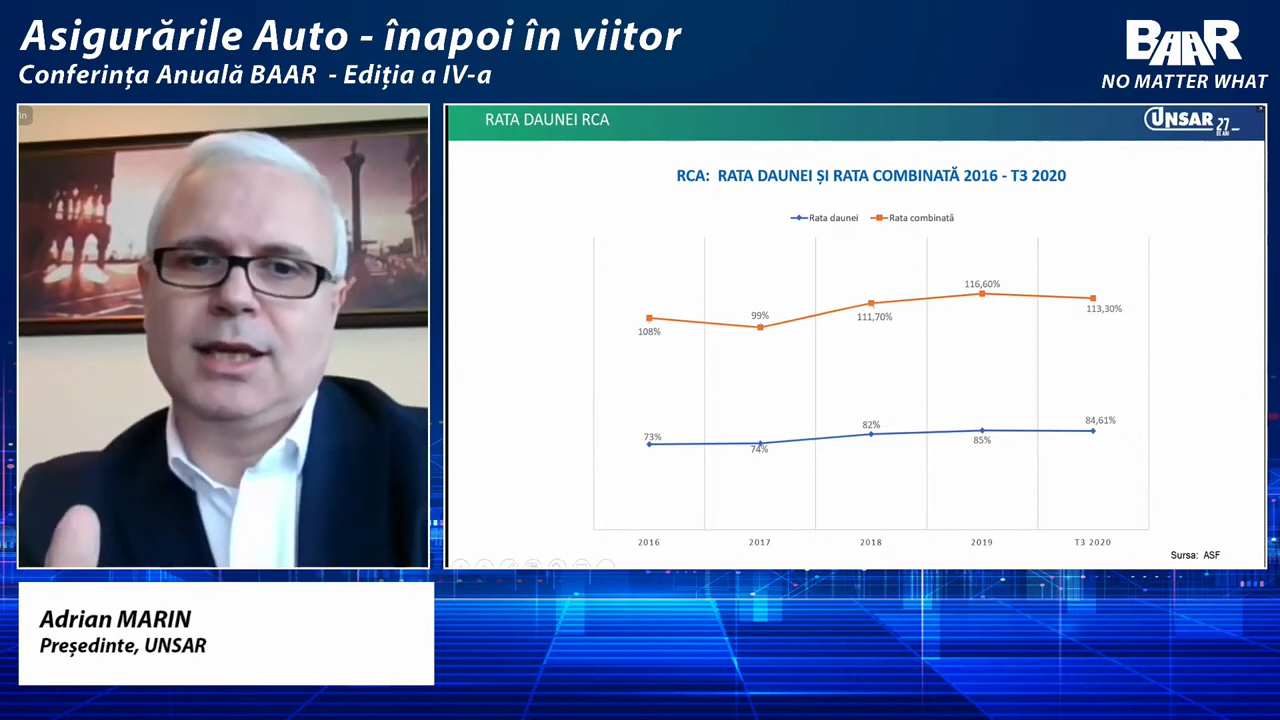 Asigurările Auto - înapoi în viitor
Conferința Anuală BAAR - Ediția a IV-a
BAAR
NO MATTER WHAT
RATA DAUNEI RCA
UNSAR 27
DE ANI
RCA: RATA DAUNEI ȘI RATA COMBINATĂ 2016 - T3 2020
Rata daunei Rata combinată
116,60%
99%
108%
111,70%
113,30%
73%
74%
82%
85%
84,61%
2016 2017 2018 2019 T3 2020
Sursa: ASF
Adrian MARIN
Președinte, UNSAR